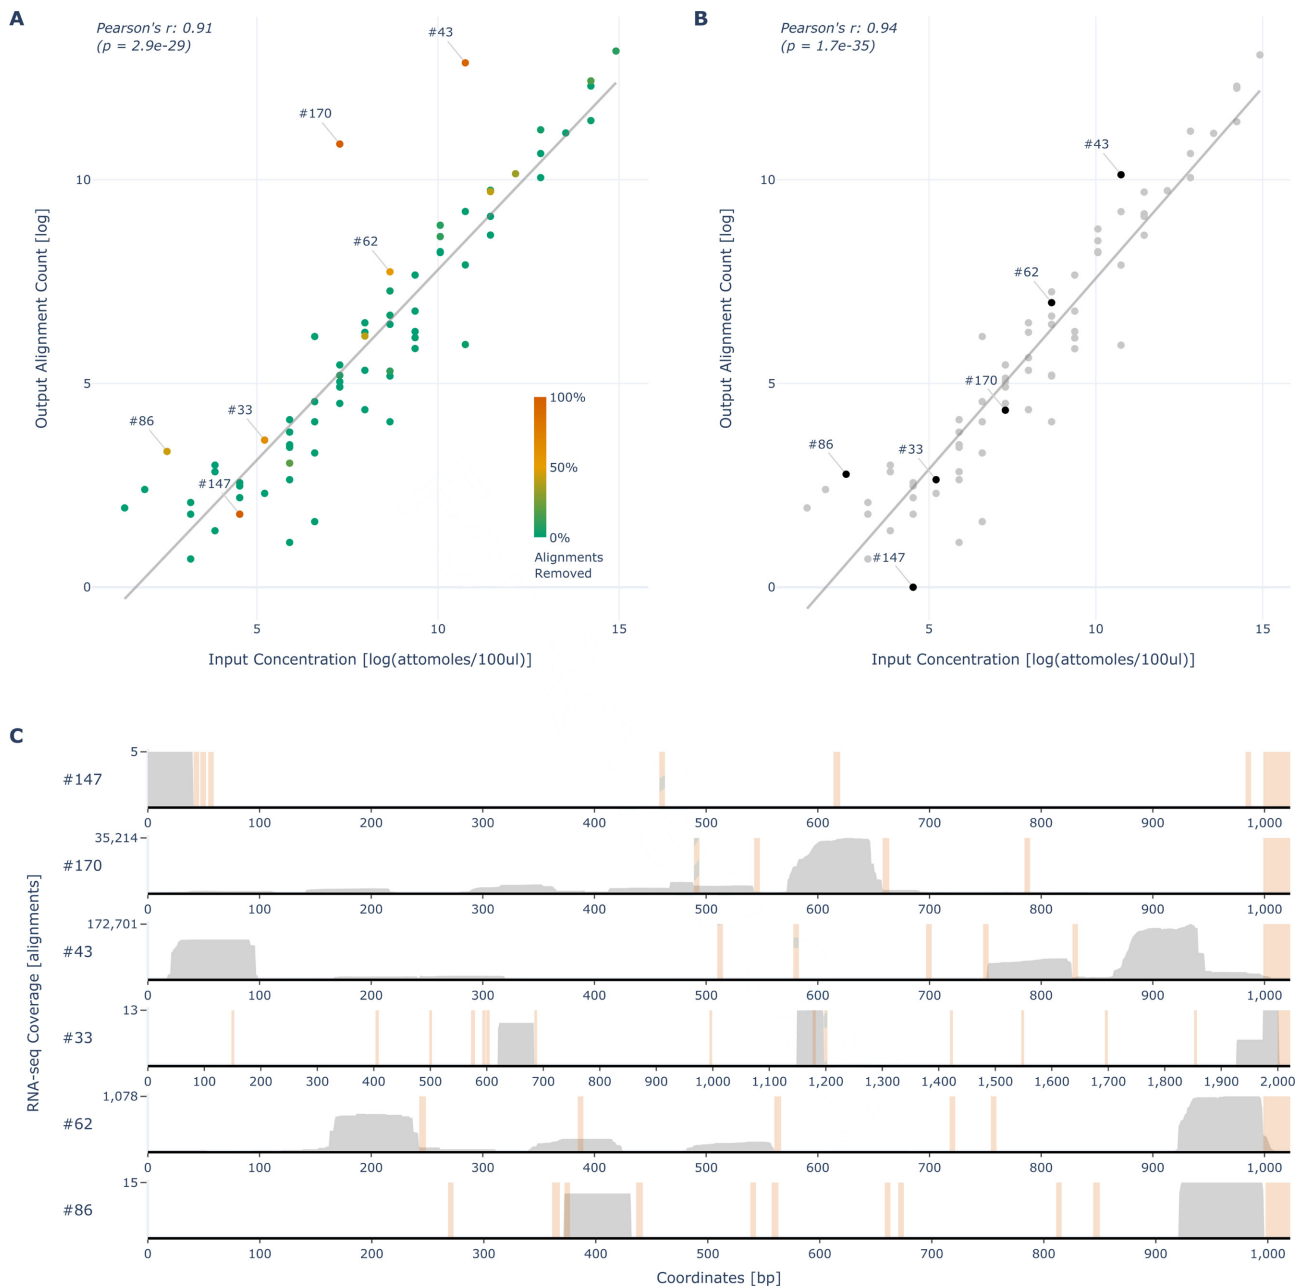 A
Pearson's r: 0.91
(p = 2.9e-29)
#43
#170
#62
#86
#33
#147
10
5
0
Output Alignment Count [log]
100%
50%
0%
Alignments
Removed
5
10
15
Input Concentration [log(attomoles/100ul)]
B
Pearson's r: 0.94
(p = 1.7e-35)
#43
#62
#170
#86
#33
#147
10
5
0
Output Alignment Count [log]
5
10
15
Input Concentration [log(attomoles/100ul)]
C
RNA-seq Coverage [alignments]
5
#147
0 100 200 300 400 500 600 700 800 900 1,000
35,214
#170
0 100 200 300 400 500 600 700 800 900 1,000
172,701
#43
0 100 200 300 400 500 600 700 800 900 1,000
13
#33
0 100 200 300 400 500 600 700 800 900 1,000 1,100 1,200 1,300 1,400 1,500 1,600 1,700 1,800 1,900 2,000
1,078
#62
0 100 200 300 400 500 600 700 800 900 1,000
15
#86
0 100 200 300 400 500 600 700 800 900 1,000
Coordinates [bp]